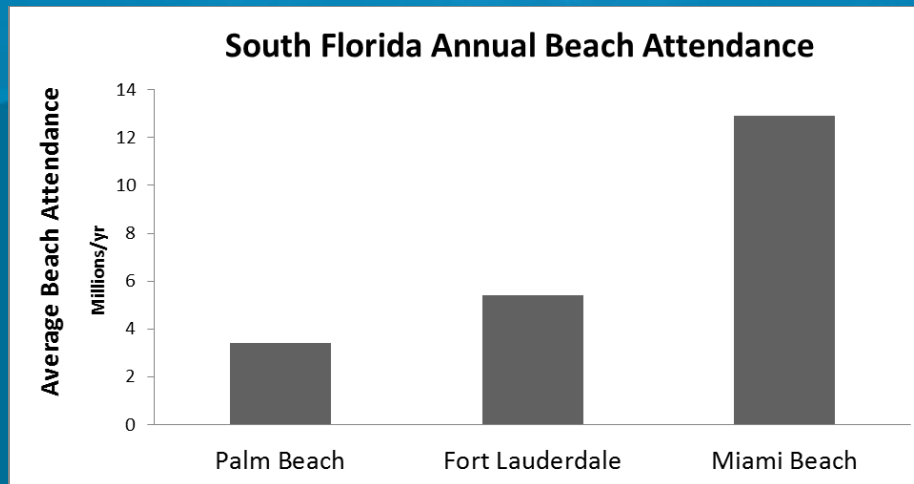 South Florida Annual Beach Attendance
Average Beach Attendance
Millions/yr
14
12
10
8
6
4
2
0
Palm Beach
Fort Lauderdale
Miami Beach